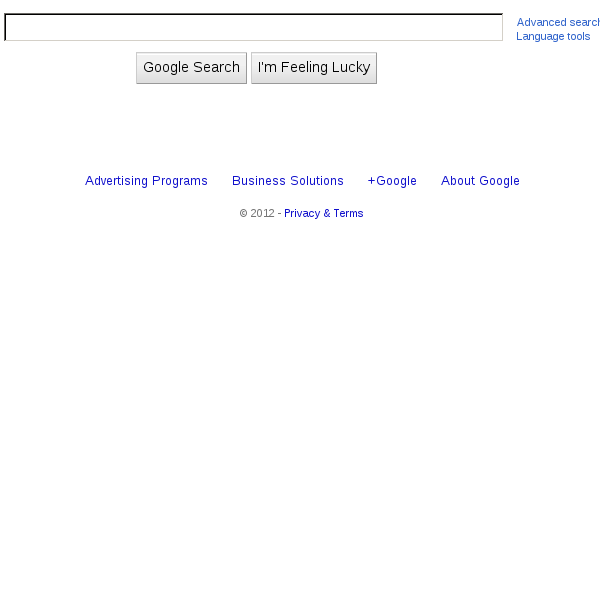 Advanced search
Language tools
Google Search I'm Feeling Lucky
Advertising Programs Business Solutions +Google About Google
© 2012 - Privacy & Terms